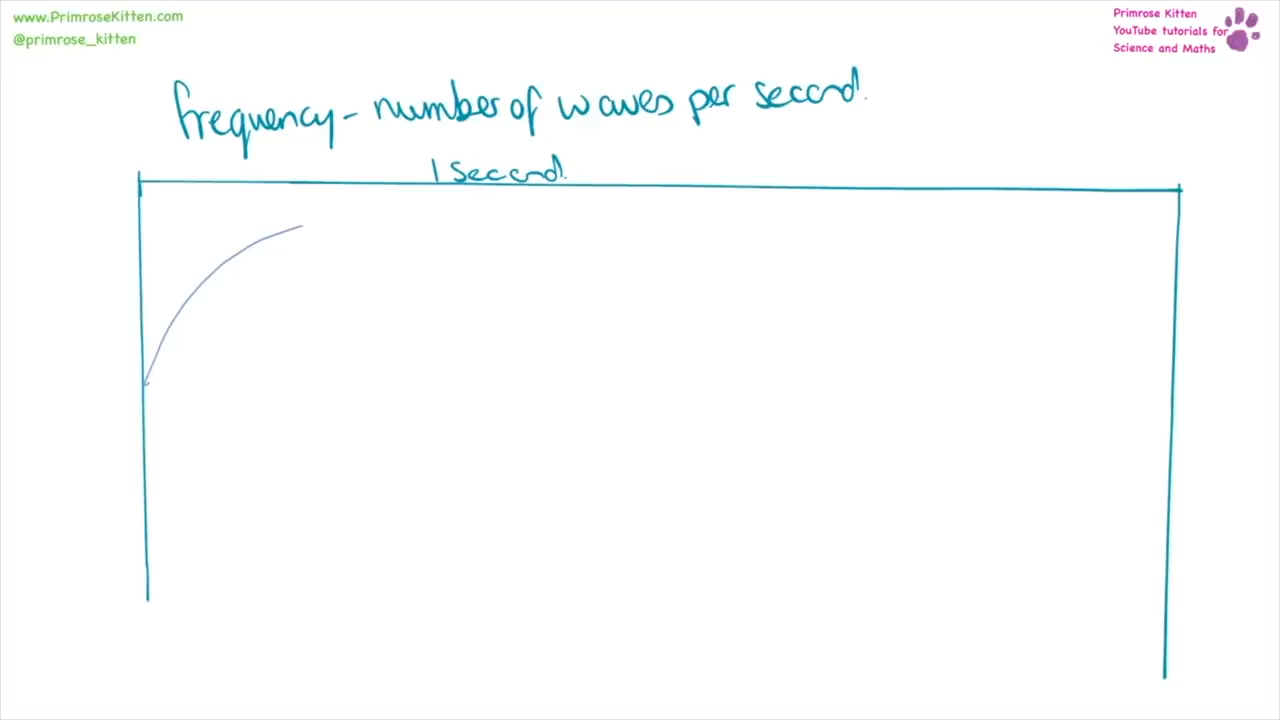 www.PrimroseKitten.com
@primrose_kitten
Primrose Kitten
YouTube tutorials for
Science and Maths
frequency - number of waves per second.
1 second.